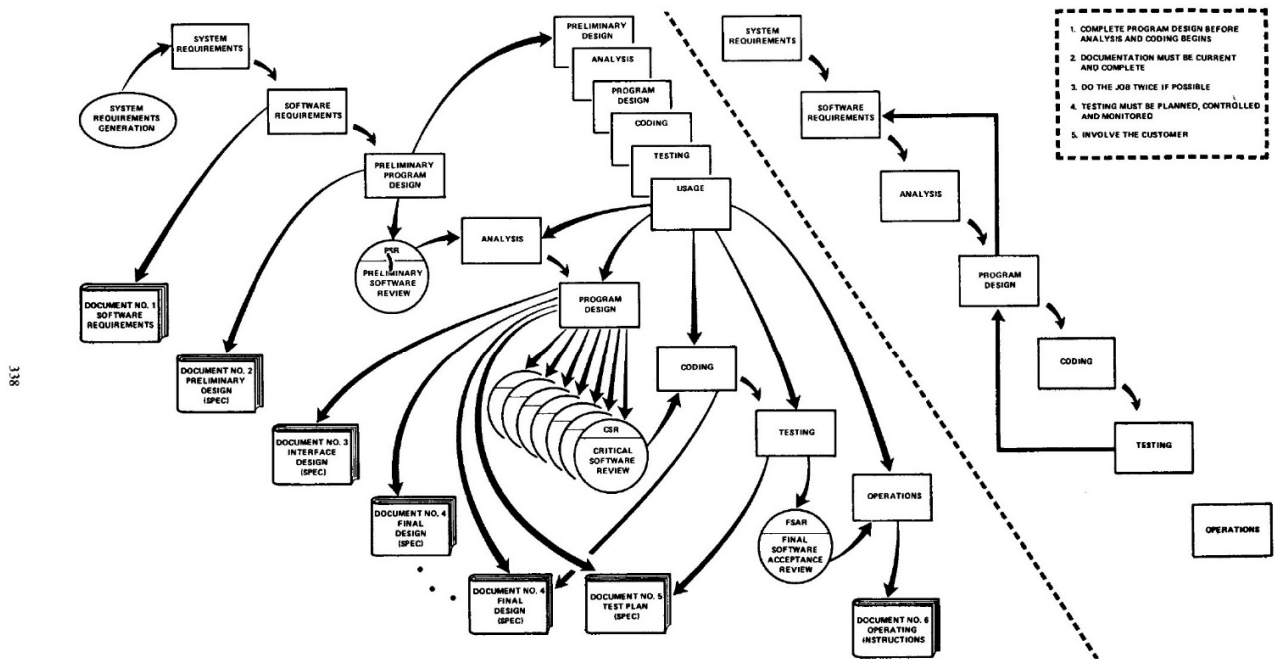 SYSTEM
REQUIREMENTS
SYSTEM
REQUIREMENTS
GENERATION
SOFTWARE
REQUIREMENTS
PRELIMINARY
PROGRAM
DESIGN
PRELIMINARY
DESIGN
ANALYSIS
PROGRAM
DESIGN
CODING
TESTING
USAGE
PSR
PRELIMINARY
SOFTWARE
REVIEW
ANALYSIS
PROGRAM
DESIGN
CODING
TESTING
OPERATIONS
CSR
CRITICAL
SOFTWARE
REVIEW
FSAR
FINAL
SOFTWARE
ACCEPTANCE
REVIEW
DOCUMENT NO. 1
SOFTWARE
REQUIREMENTS
DOCUMENT NO. 2
PRELIMINARY
DESIGN
(SPEC)
DOCUMENT NO. 3
INTERFACE
DESIGN
(SPEC)
DOCUMENT NO. 4
FINAL
DESIGN
(SPEC)
DOCUMENT NO. 4
FINAL
DESIGN
(SPEC)
DOCUMENT NO. 5
TEST PLAN
(SPEC)
DOCUMENT NO. 6
OPERATING
INSTRUCTIONS
SYSTEM
REQUIREMENTS
SOFTWARE
REQUIREMENTS
ANALYSIS
PROGRAM
DESIGN
CODING
TESTING
OPERATIONS
1. COMPLETE PROGRAM DESIGN BEFORE
ANALYSIS AND CODING BEGINS
2. DOCUMENTATION MUST BE CURRENT
AND COMPLETE
3. DO THE JOB TWICE IF POSSIBLE
4. TESTING MUST BE PLANNED, CONTROLLED
AND MONITORED
5. INVOLVE THE CUSTOMER
338